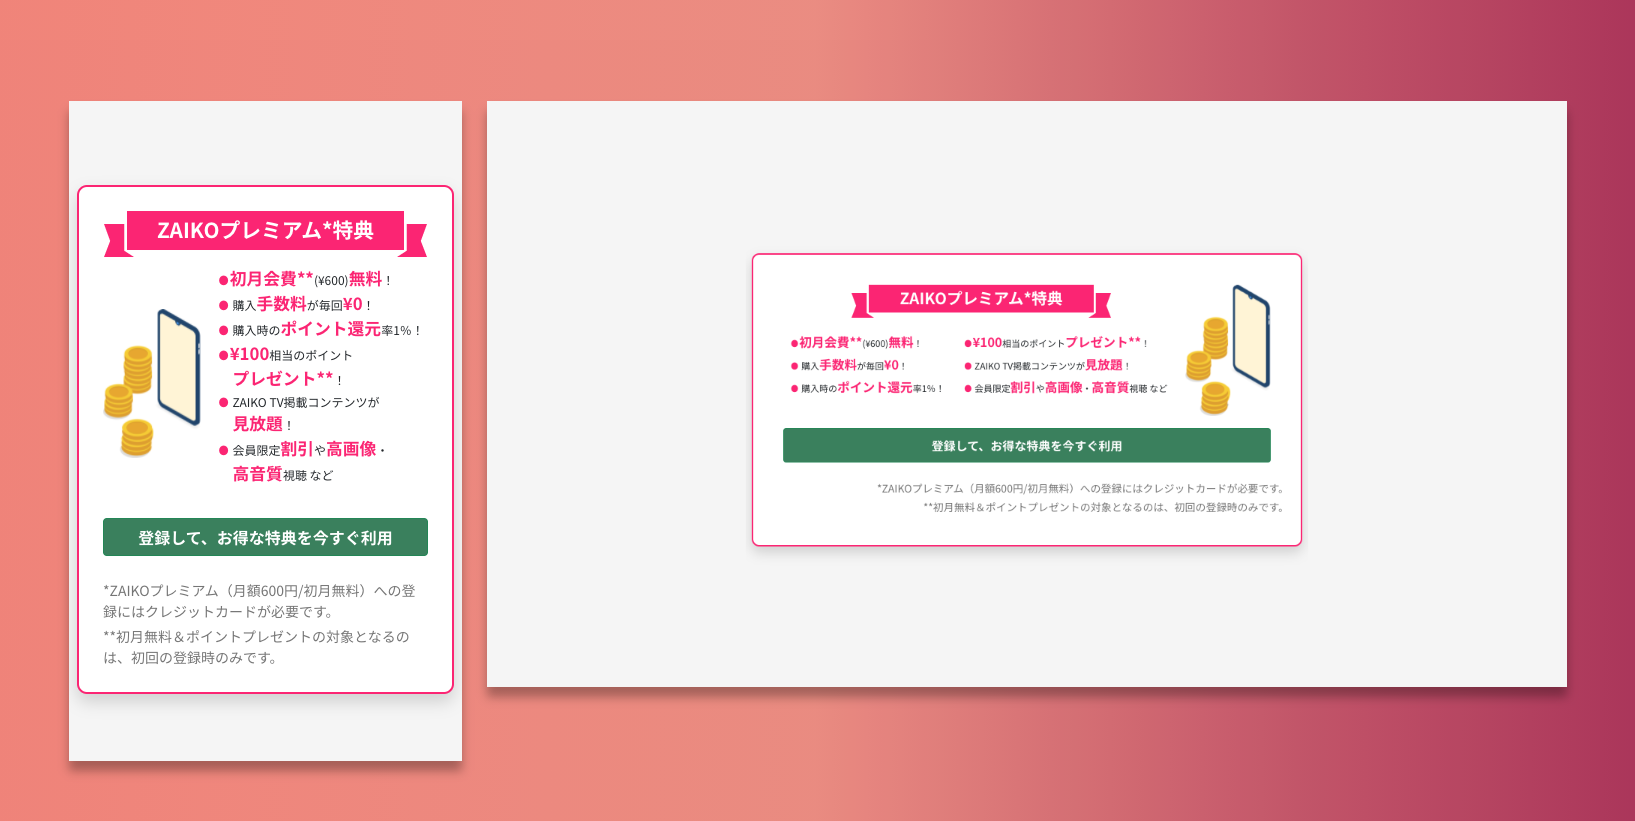 ZAIKOプレミアム*特典
●初月会費**(¥600)無料！
● 購入手数料が毎回¥0！
● 購入時のポイント還元率1%！
●¥100相当のポイント
プレゼント**！
● ZAIKO TV掲載コンテンツが
見放題！
● 会員限定割引や高画像・
高音質視聴 など
登録して、お得な特典を今すぐ利用
*ZAIKOプレミアム（月額600円/初月無料）への登
録にはクレジットカードが必要です。
**初月無料＆ポイントプレゼントの対象となるの
は、初回の登録時のみです。
ZAIKOプレミアム*特典
●初月会費**(¥600)無料！
● 購入手数料が毎回¥0！
● 購入時のポイント還元率1%！
●¥100相当のポイントプレゼント**！
● ZAIKO TV掲載コンテンツが見放題！
● 会員限定割引や高画像・高音質視聴 など
登録して、お得な特典を今すぐ利用
*ZAIKOプレミアム（月額600円/初月無料）への登録にはクレジットカードが必要です。
**初月無料＆ポイントプレゼントの対象となるのは、初回の登録時のみです。